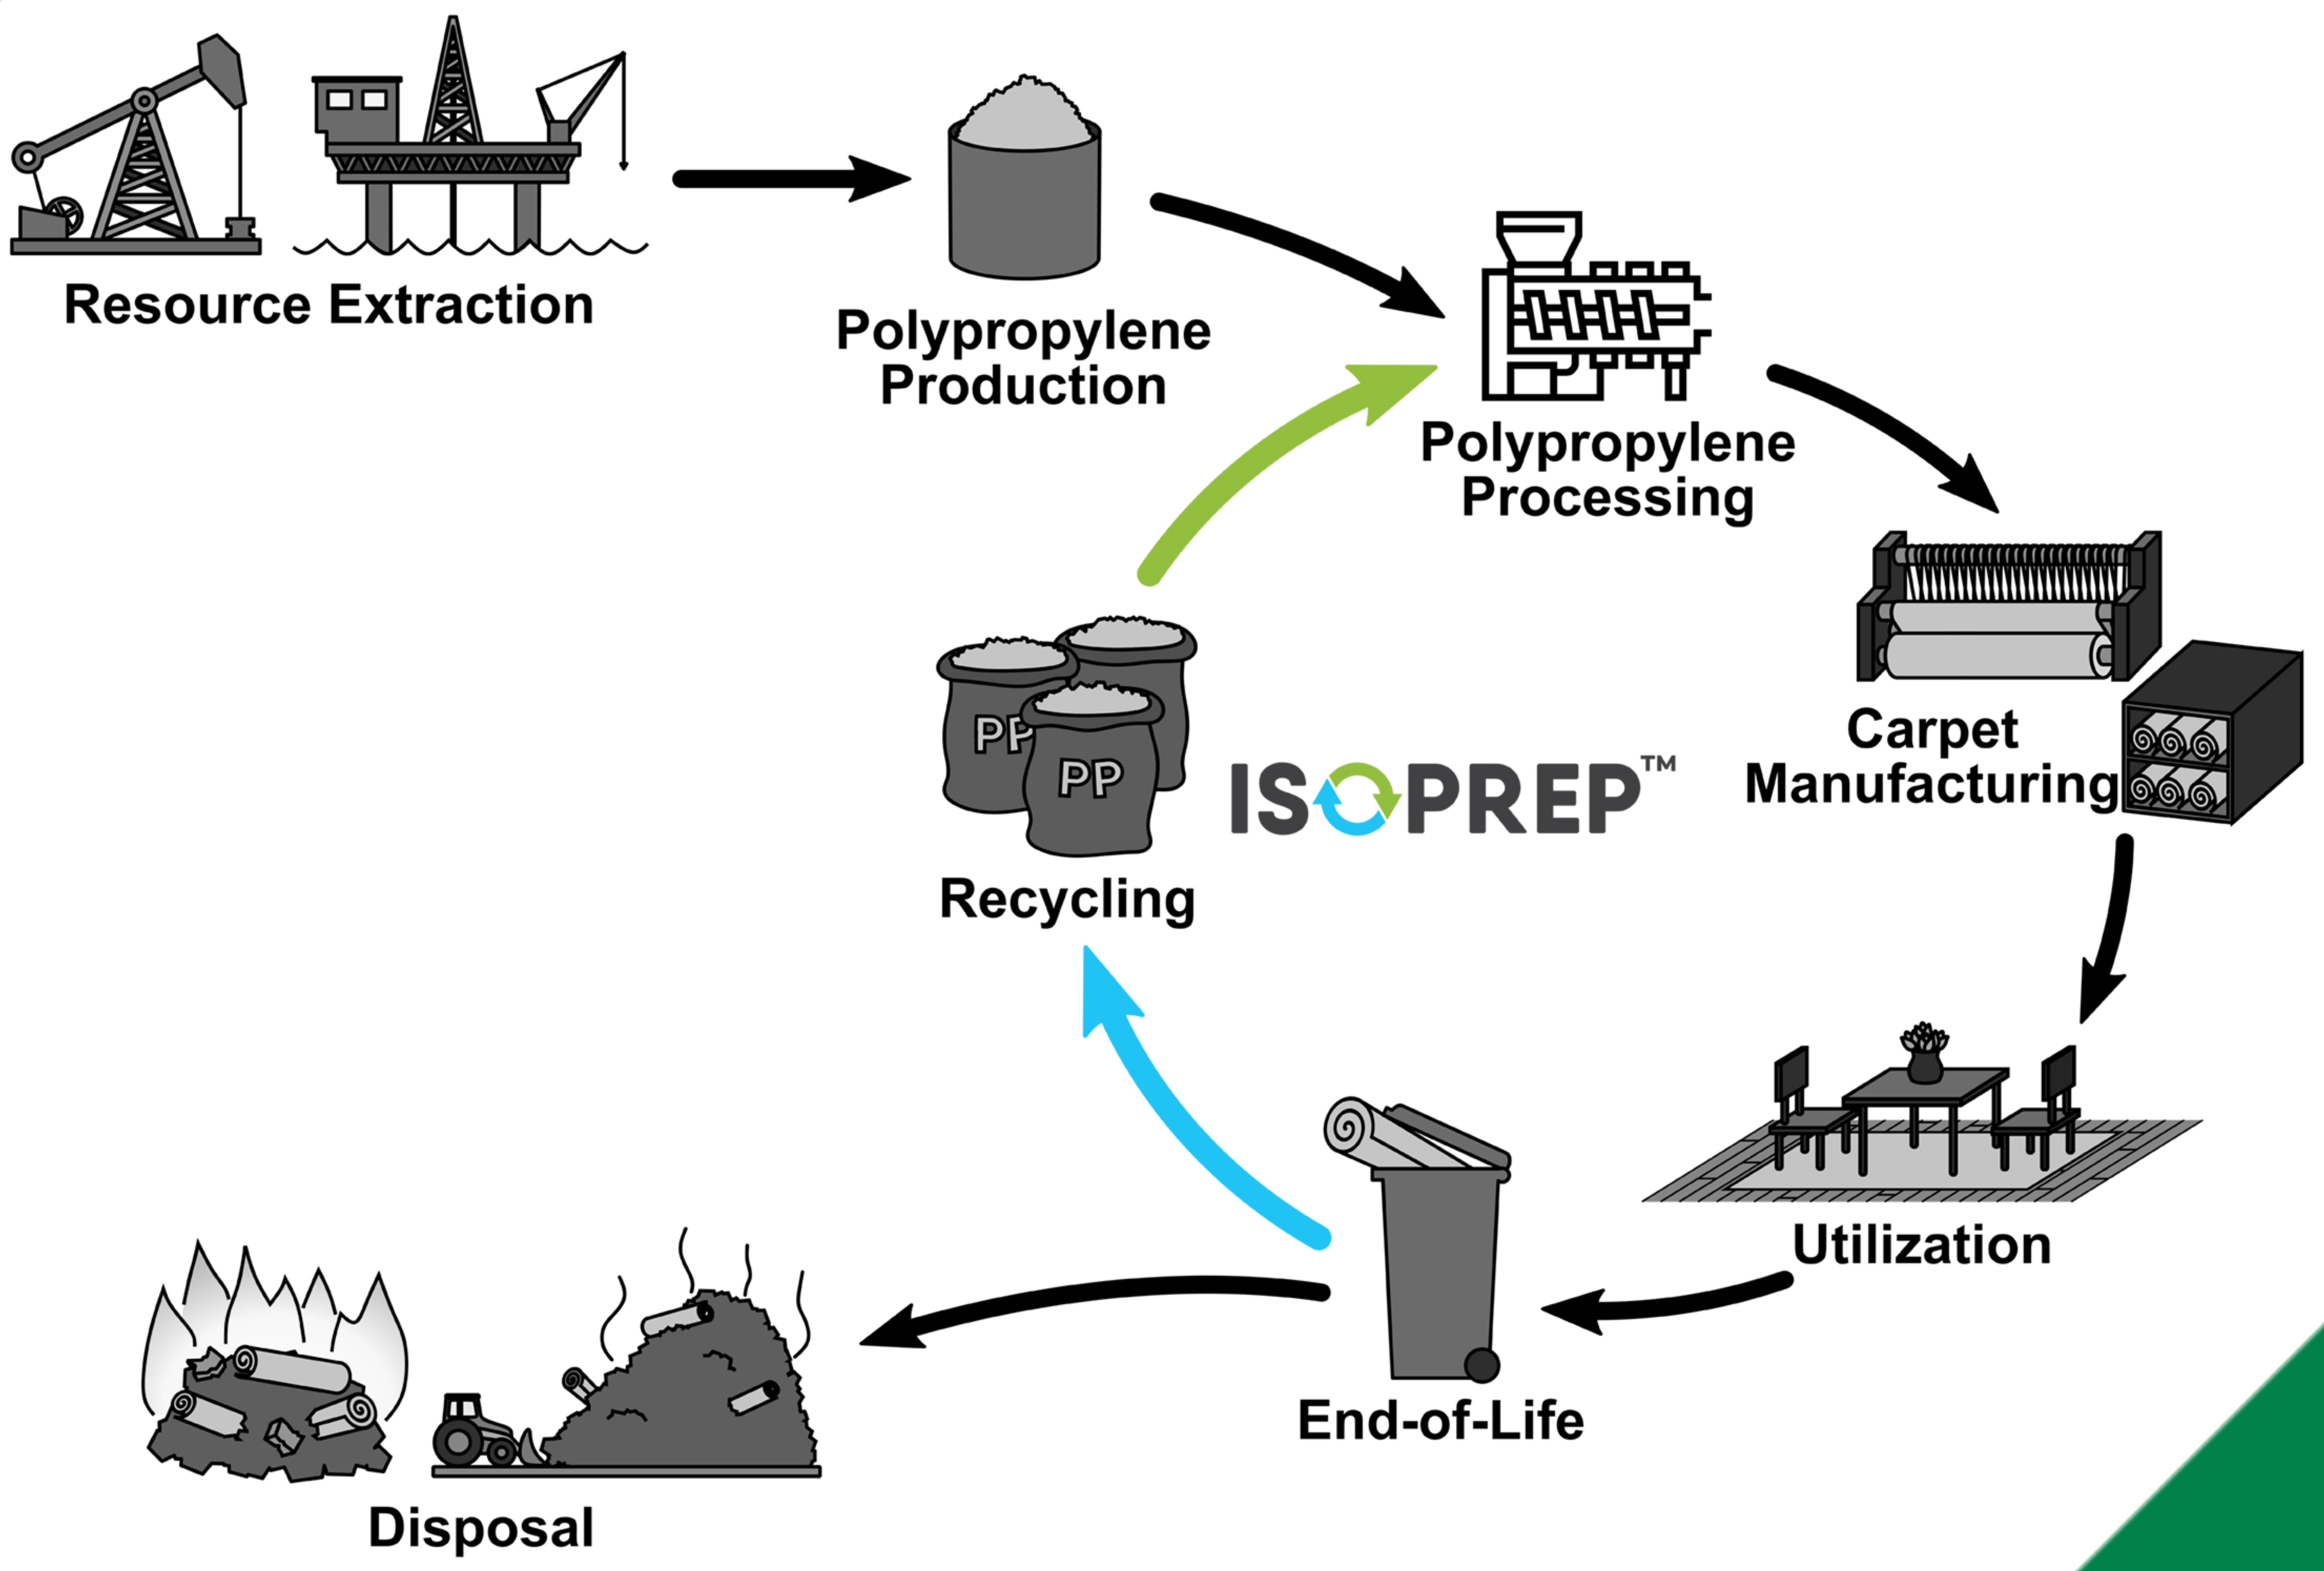 Resource Extraction
Polypropylene
Production
Polypropylene
Processing
Carpet
Manufacturing
PP
PP
ISOPREP™
Recycling
Utilization
End-of-Life
Disposal